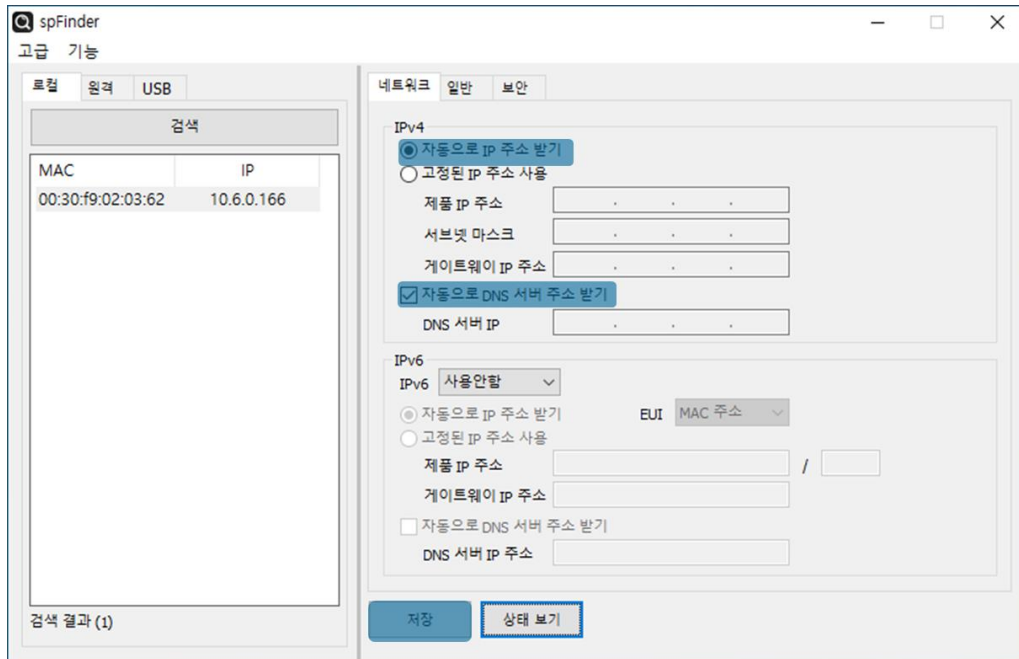 spFinder
고급 기능
로컬 원격 USB
검색
MAC IP
00:30:f9:02:03:62 10.6.0.166
검색 결과 (1)
네트워크 일반 보안
IPv4
자동으로 IP 주소 받기
고정된 IP 주소 사용
제품 IP 주소 . . .
서브넷 마스크 . . .
게이트웨이 IP 주소 . . .
자동으로 DNS 서버 주소 받기
DNS 서버 IP . . .
IPv6
IPv6 사용안함
자동으로 IP 주소 받기 EUI MAC 주소
고정된 IP 주소 사용
제품 IP 주소 /
게이트웨이 IP 주소
자동으로 DNS 서버 주소 받기
DNS 서버 IP 주소
저장 상태 보기